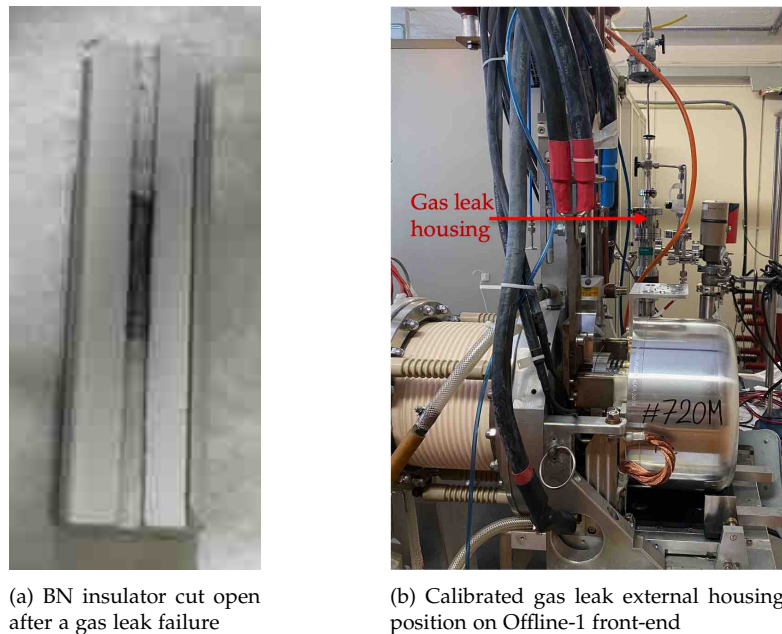 Gas leak
housing
#720M
(a) BN insulator cut open
after a gas leak failure
(b) Calibrated gas leak external housing
position on Offline-1 front-end